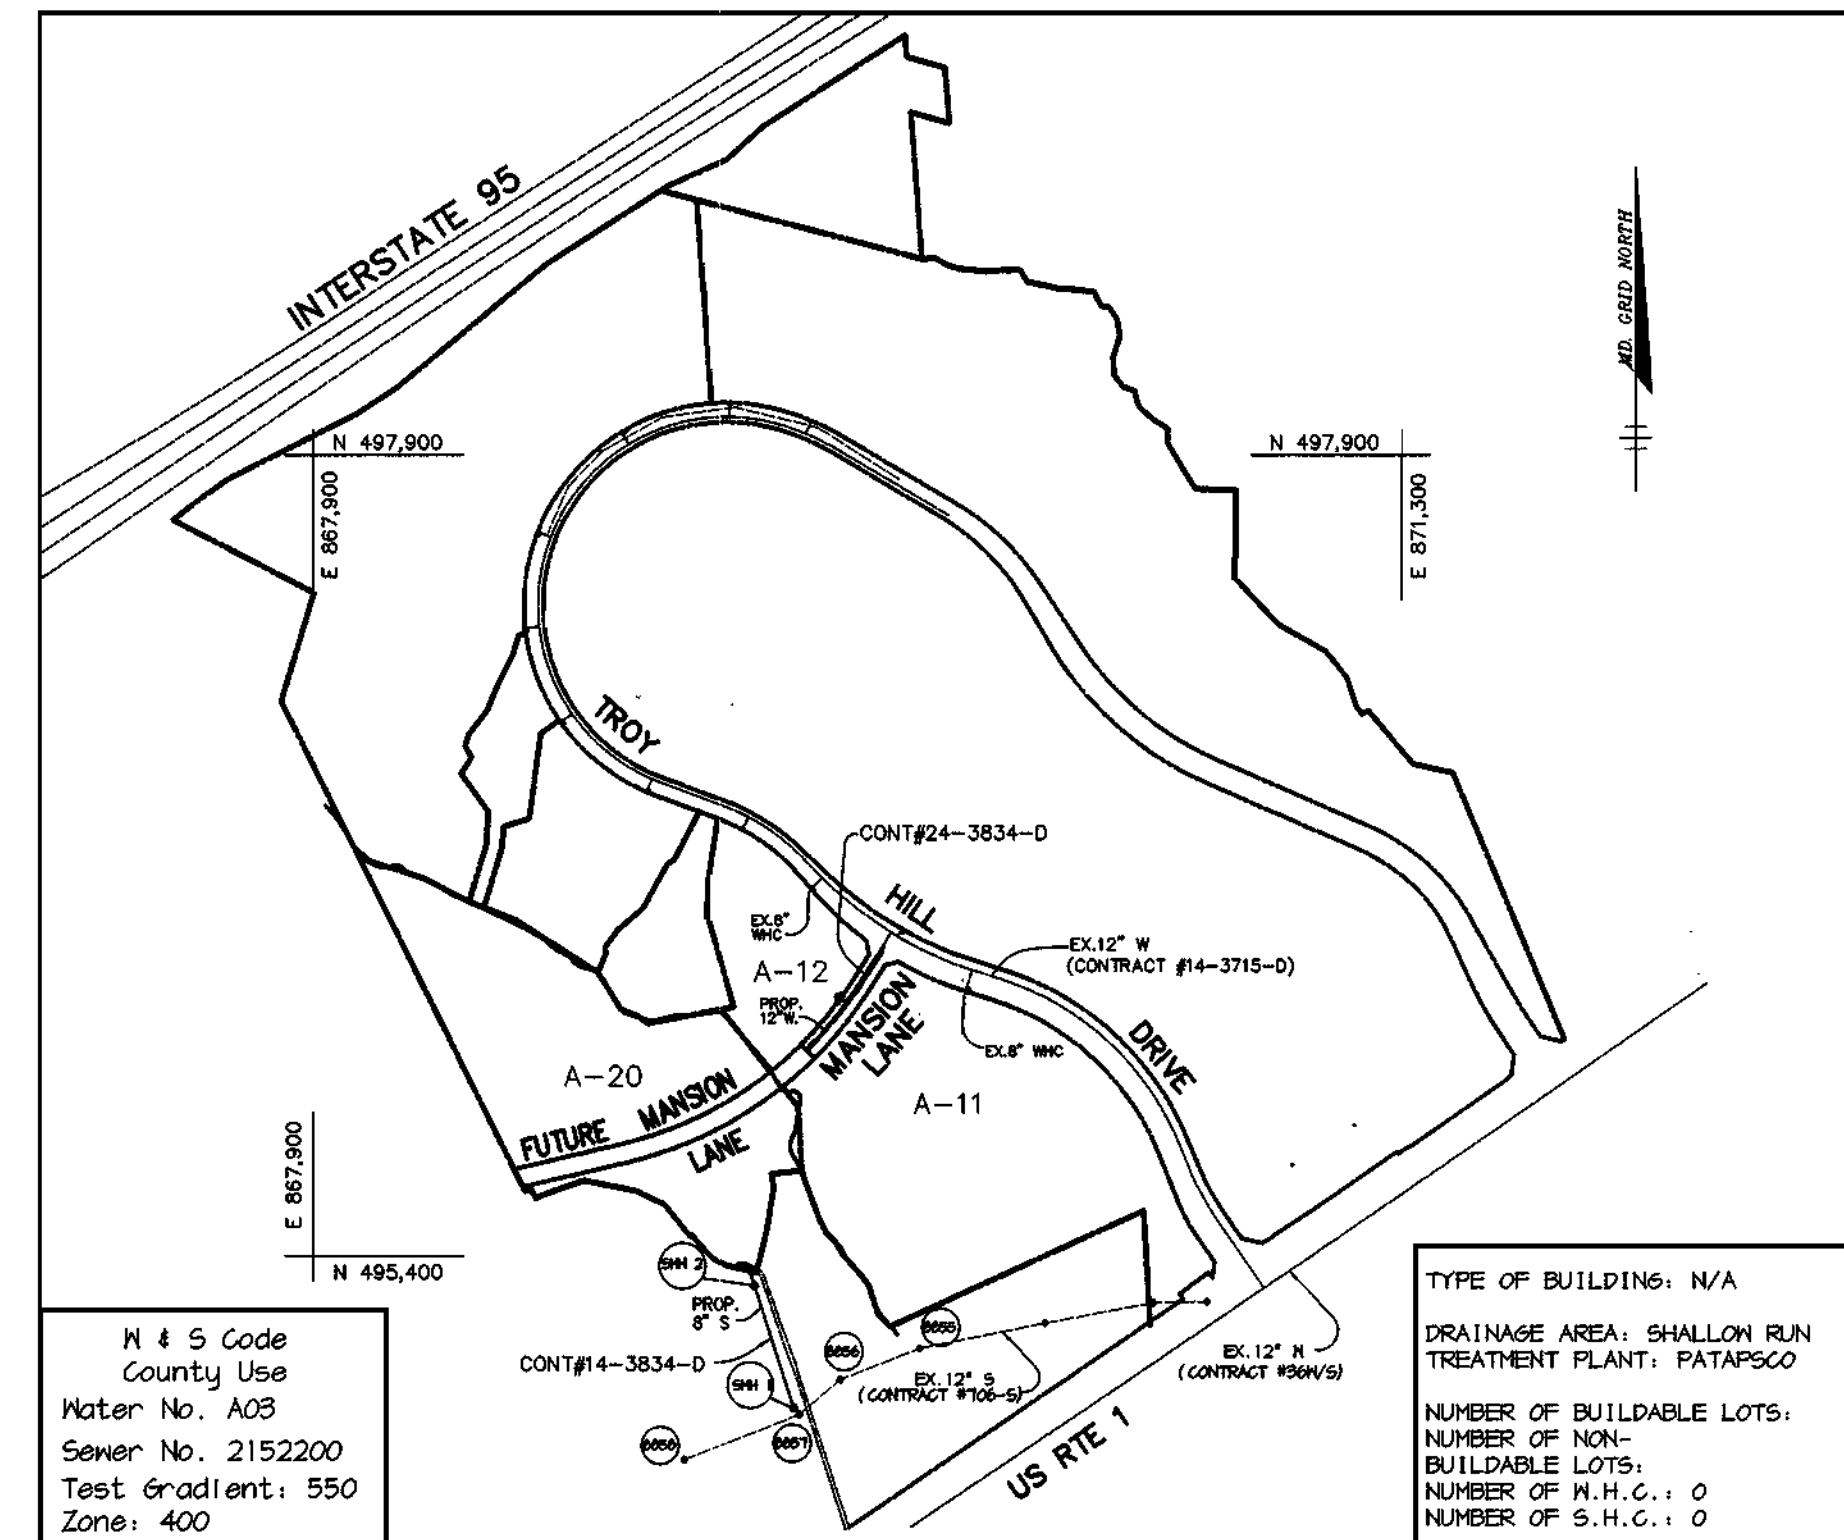 INTERSTATE 95
MD. GRID NORTH
N 497,900
E 867,900
N 497,900
E 871,300
TROY
HILL
DRIVE
CONT#24-3834-D
EX.8"
WHC
EX.12" W
(CONTRACT #14-3715-D)
A-12
PROP.
12"W.
MANSION
LANE
EX.8" WHC
A-20
A-11
FUTURE MANSION
LANE
E 867,900
N 495,400
SMH 2
PROP.
8" S
CONT#14-3834-D
SMH 1
EX. 12" S
(CONTRACT #706-S)
EX. 12" W
(CONTRACT #36W/S)
US RTE 1
W & S Code
County Use
Water No. A03
Sewer No. 2152200
Test Gradient: 550
Zone: 400
TYPE OF BUILDING: N/A
DRAINAGE AREA: SHALLOW RUN
TREATMENT PLANT: PATAPSCO
NUMBER OF BUILDABLE LOTS:
NUMBER OF NON-
BUILDABLE LOTS:
NUMBER OF W.H.C.: 0
NUMBER OF S.H.C.: 0